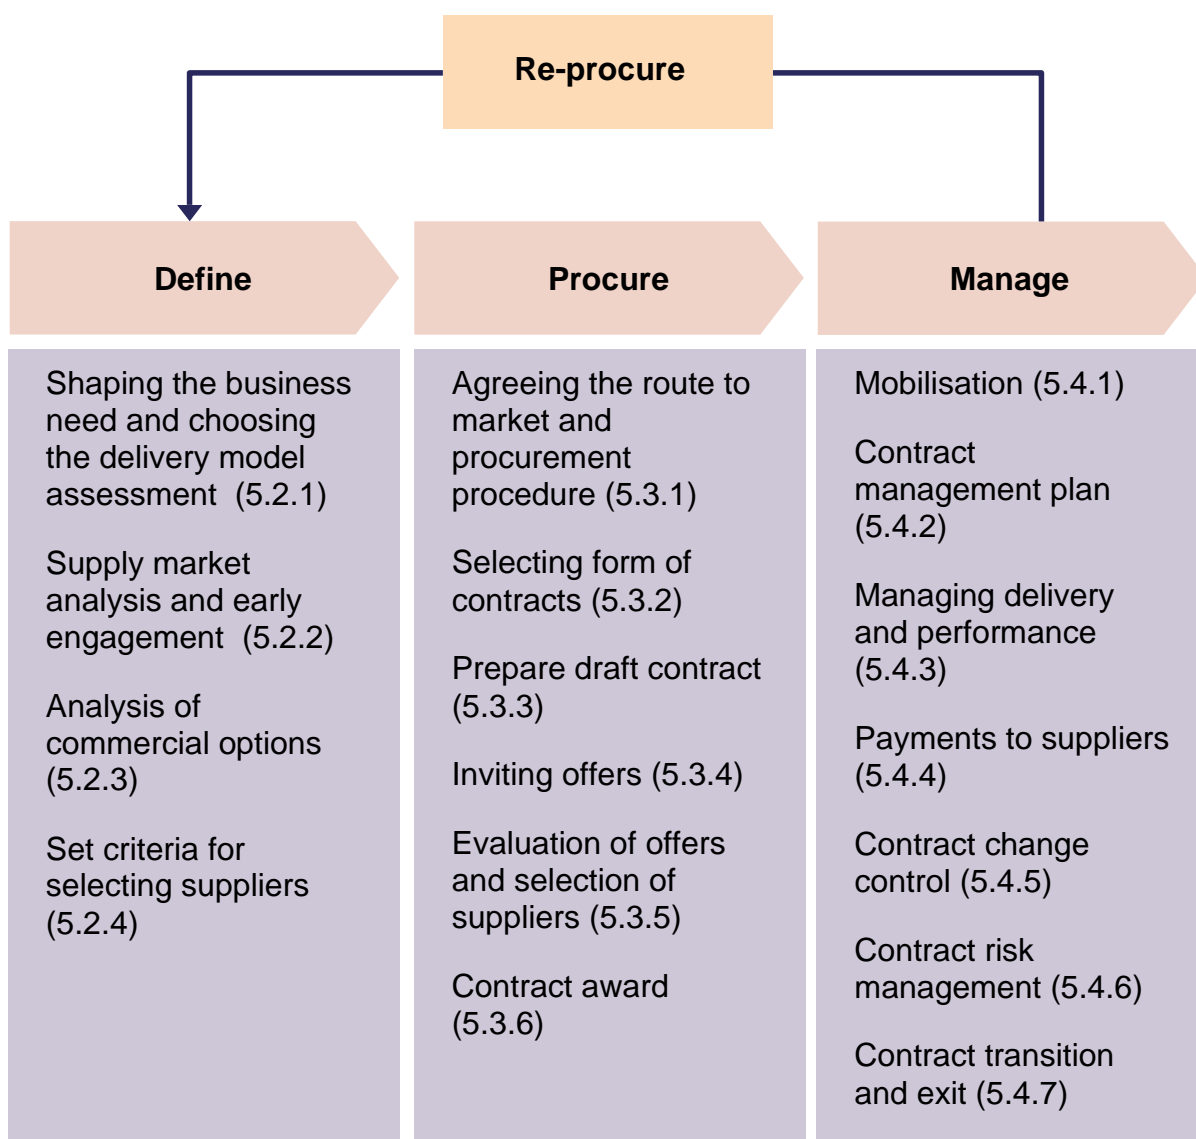 Re-procure
Define
Procure
Manage
Shaping the business
need and choosing
the delivery model
assessment  (5.2.1)
Supply market
analysis and early
engagement  (5.2.2)
Analysis of
commercial options
(5.2.3)
Set criteria for
selecting suppliers
(5.2.4)
Agreeing the route to
market and
procurement
procedure (5.3.1)
Selecting form of
contracts (5.3.2)
Prepare draft contract
(5.3.3)
Inviting offers (5.3.4)
Evaluation of offers
and selection of
suppliers (5.3.5)
Contract award
(5.3.6)
Mobilisation (5.4.1)
Contract
management plan
(5.4.2)
Managing delivery
and performance
(5.4.3)
Payments to suppliers
(5.4.4)
Contract change
control (5.4.5)
Contract risk
management (5.4.6)
Contract transition
and exit (5.4.7)